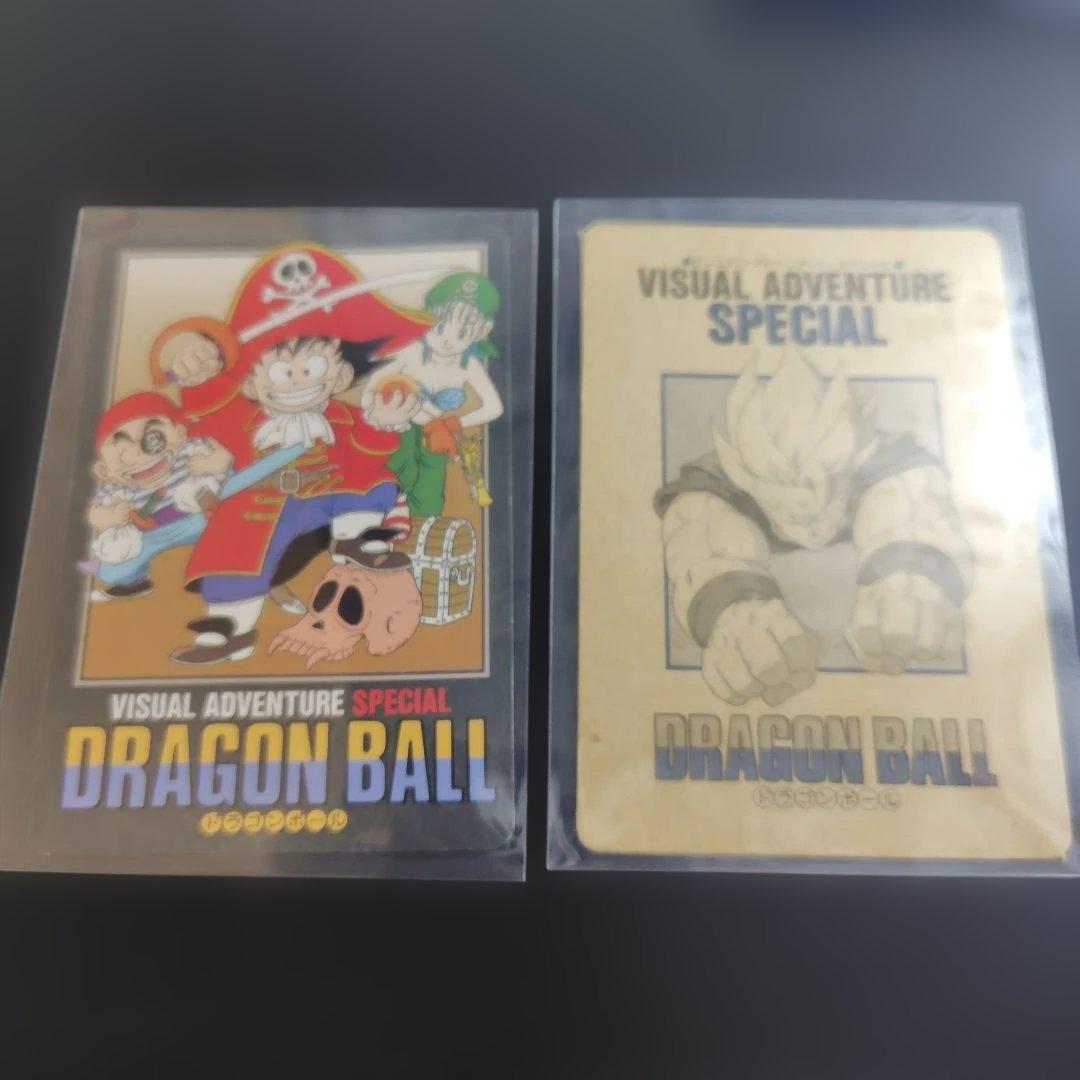 VISUAL ADVENTURE SPECIAL
DRAGON BALL
ドラゴンボール
VISUAL ADVENTURE
SPECIAL
DRAGON BALL
ドラゴンボール